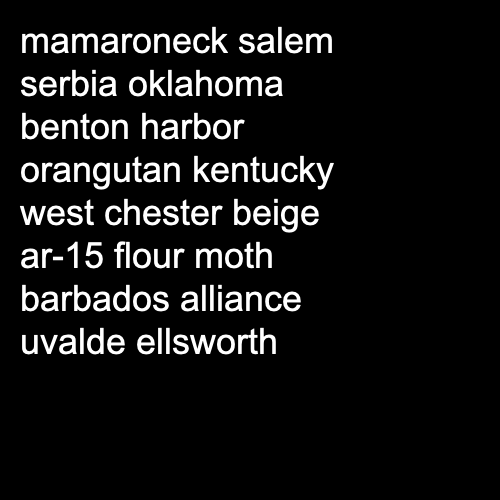 mamaroneck salem
serbia oklahoma
benton harbor
orangutan kentucky
west chester beige
ar-15 flour moth
barbados alliance
uvalde ellsworth